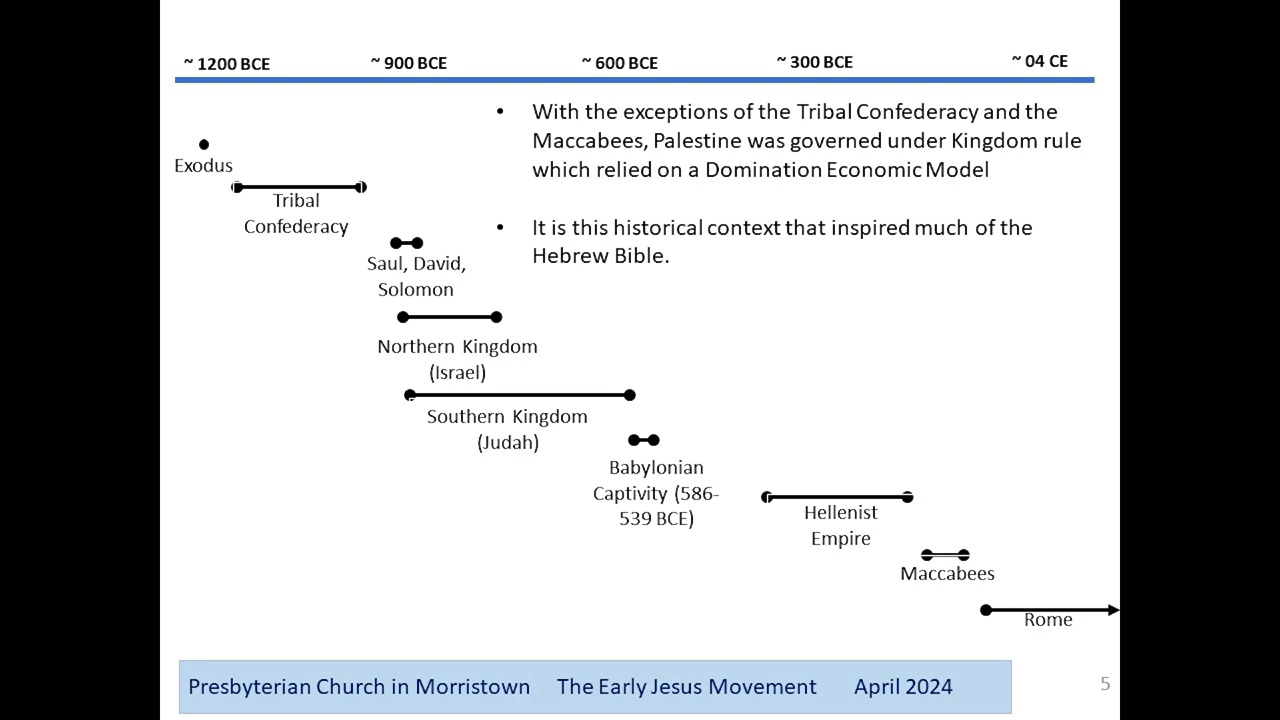 ~ 1200 BCE ~ 900 BCE ~ 600 BCE ~ 300 BCE ~ 04 CE
• With the exceptions of the Tribal Confederacy and the
Maccabees, Palestine was governed under Kingdom rule
which relied on a Domination Economic Model
• It is this historical context that inspired much of the
Hebrew Bible.
Exodus
Tribal
Confederacy
Saul, David,
Solomon
Northern Kingdom
(Israel)
Southern Kingdom
(Judah)
Babylonian
Captivity (586-
539 BCE)
Hellenist
Empire
Maccabees
Rome
Presbyterian Church in Morristown The Early Jesus Movement April 2024
5